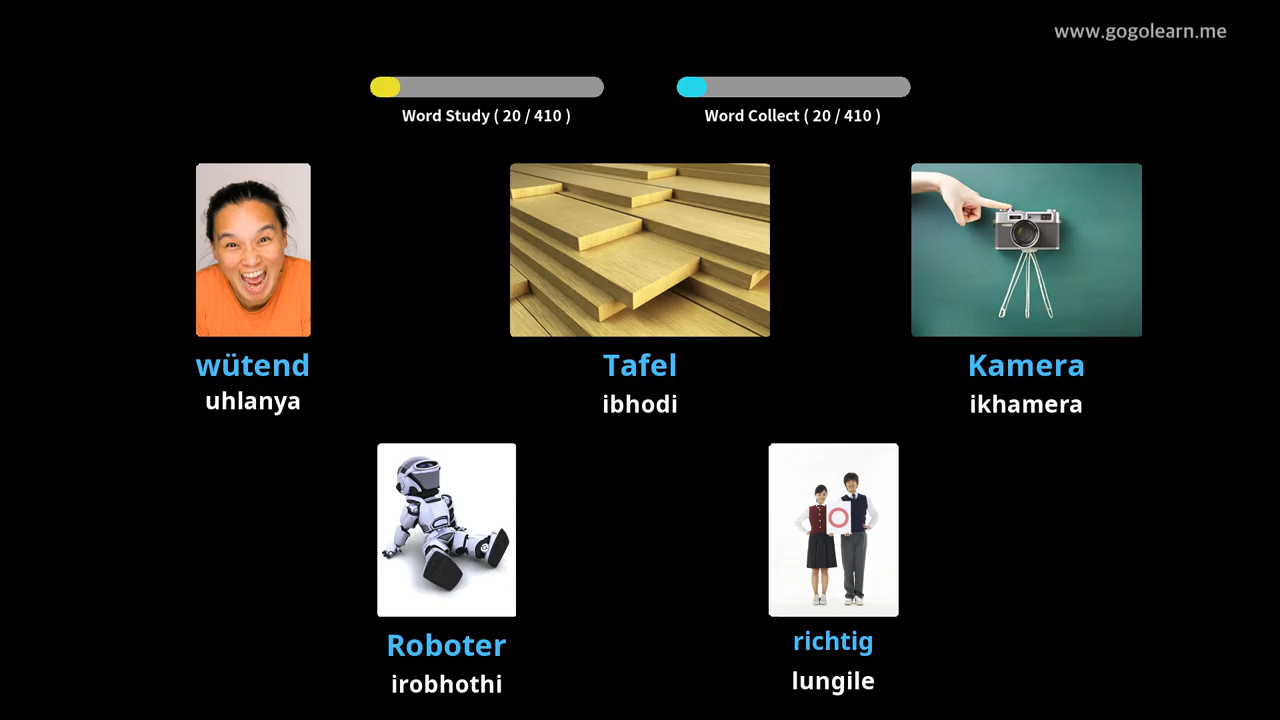 www.gogolearn.me
Word Study ( 20 / 410 )
Word Collect ( 20 / 410 )
wütend
uhlanya
Tafel
ibhodi
Kamera
ikhamera
Roboter
irobhothi
richtig
lungile